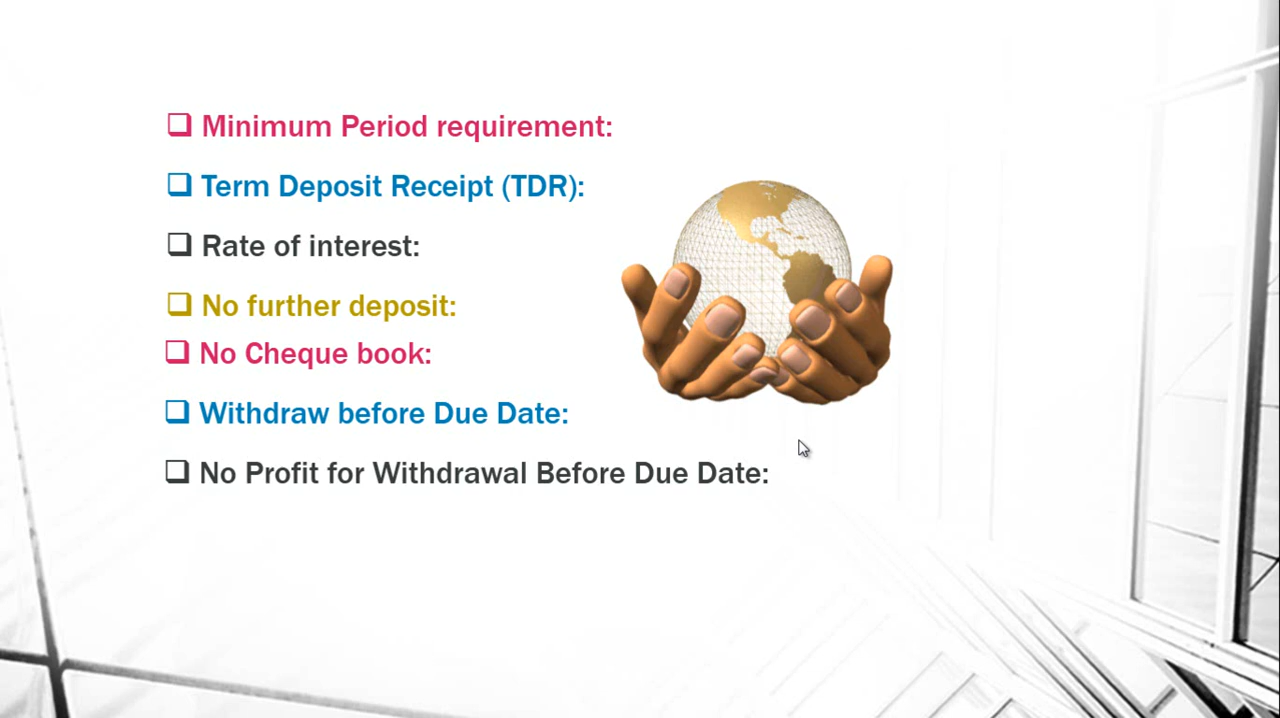 Minimum Period requirement:
Term Deposit Receipt (TDR):
Rate of interest:
No further deposit:
No Cheque book:
Withdraw before Due Date:
No Profit for Withdrawal Before Due Date: